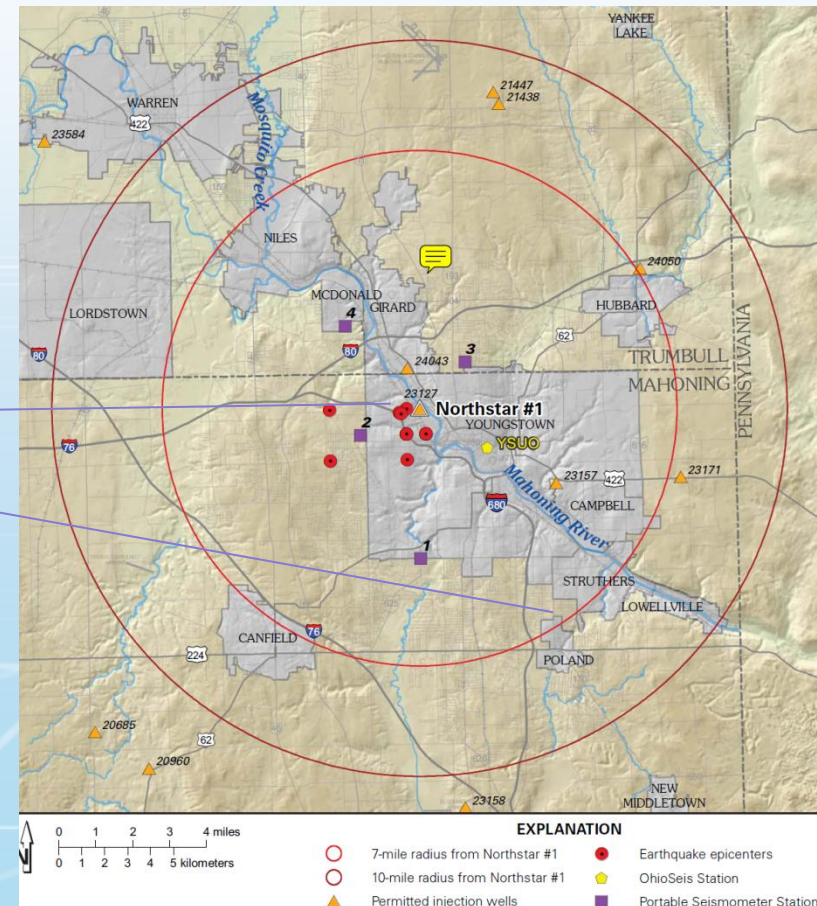 YANKEE
LAKE
21447
21438
WARREN
422
23584
Mosquito Creek
NILES
24050
MCDONALD
GIRARD
HUBBARD
LORDSTOWN
4
62
80
80
3
TRUMBULL
24043
MAHONING
PENNSYLVANIA
23127
Northstar #1
2
YOUNGSTOWN
YSUO
76
23157
422
23171
CAMPBELL
680
Mahoning River
1
STRUTHERS
LOWELLVILLE
76
CANFIELD
224
POLAND
20685
62
20960
23158
NEW
MIDDLETOWN
N
0 1 2 3 4 miles
0 1 2 3 4 5 kilometers
EXPLANATION
7-mile radius from Northstar #1
10-mile radius from Northstar #1
Permitted injection wells
Earthquake epicenters
OhioSeis Station
Portable Seismometer Station